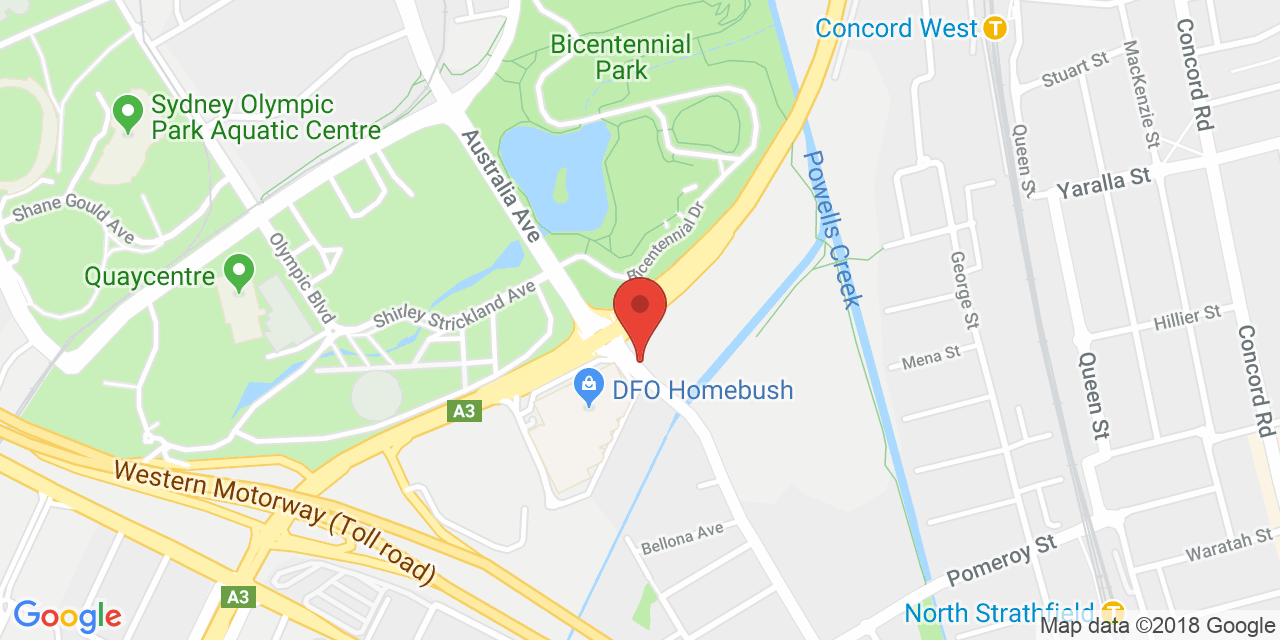 Concord West
Bicentennial
Park
Stuart St
MacKenzie St
Concord Rd
Sydney Olympic
Park Aquatic Centre
Australia Ave
Queen St
Powells Creek
Yaralla St
Shane Gould Ave
Bicentennial Dr
Olympic Blvd
Quaycentre
George St
Shirley Strickland Ave
Hillier St
Mena St
Concord Rd
Queen St
DFO Homebush
A3
Western Motorway (Toll road)
Bellona Ave
Pomeroy St
Waratah St
A3
North Strathfield
Google
Map data ©2018 Google